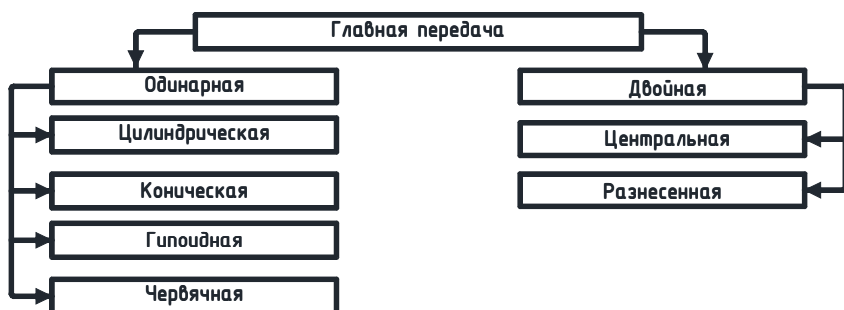 Главная передача
Одинарная
Цилиндрическая
Коническая
Гипоидная
Червячная
Двойная
Центральная
Разнесенная